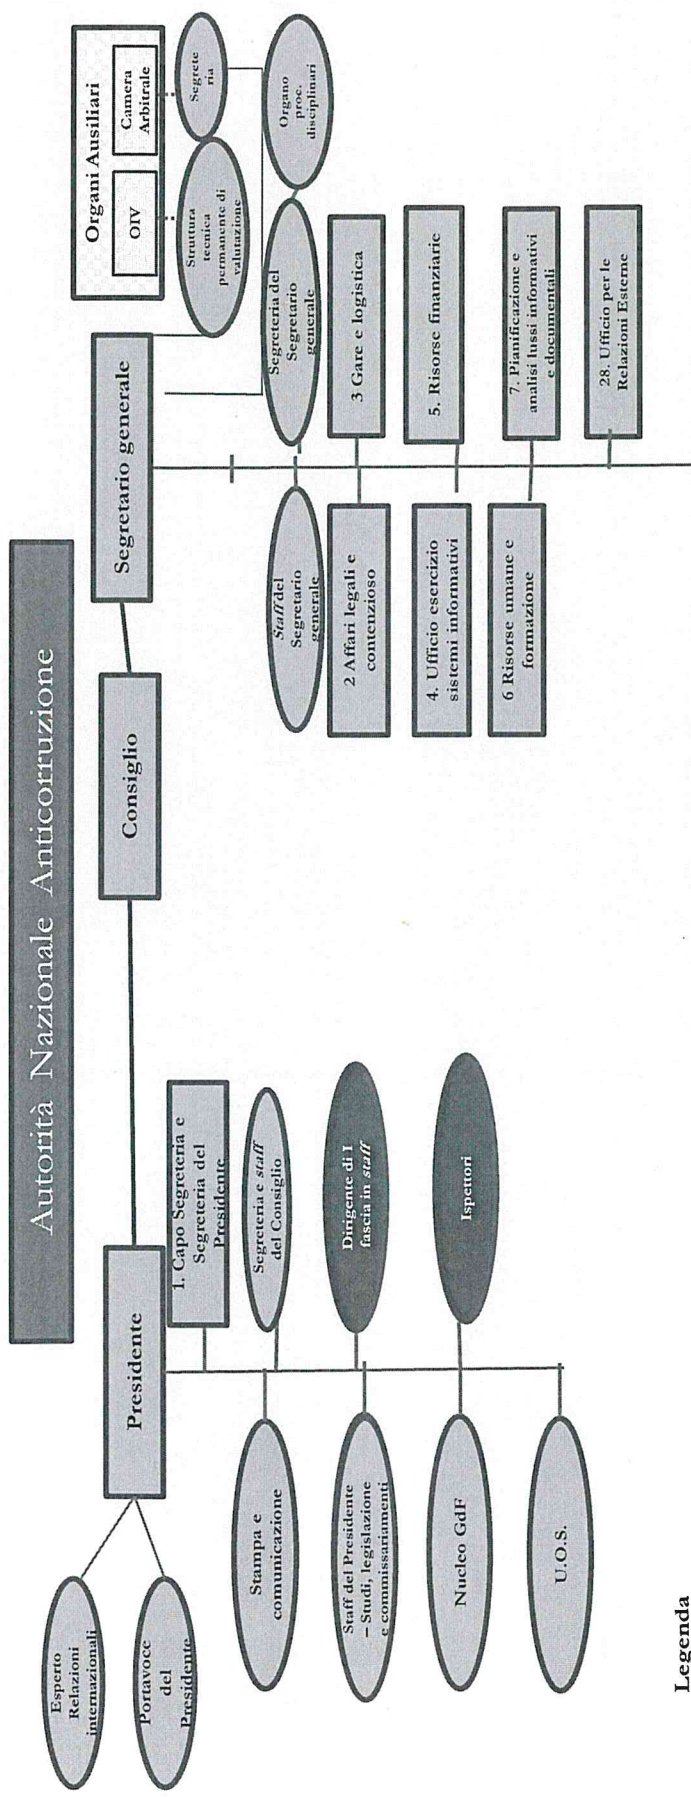 Autorità Nazionale Anticorruzione
Esperto
Relazioni
internazionali
Portavoce
del
Presidente
Presidente
Consiglio
Segretario generale
Organi Ausiliari
OIV
Camera
Arbitrale
Struttura
tecnica
permanente di
valutazione
Segrete
ria
1. Capo Segreteria e
Segreteria del
Presidente
Stampa e
comunicazione
Segreteria e staff
del Consiglio
Staff del Presidente
– Studi, legislazione
e commissariamenti
Dirigente di I
fascia in staff
Nucleo GdF
Ispettori
U.O.S.
Staff del
Segretario
generale
Segreteria del
Segretario
generale
Organo
proc.
disciplinari
2 Affari legali e
contenzioso
3 Gare e logistica
4. Ufficio esercizio
sistemi informativi
5. Risorse finanziarie
6 Risorse umane e
formazione
7. Pianificazione e
analisi lussi informativi
e documentali
28. Ufficio per le
Relazioni Esterne
Legenda